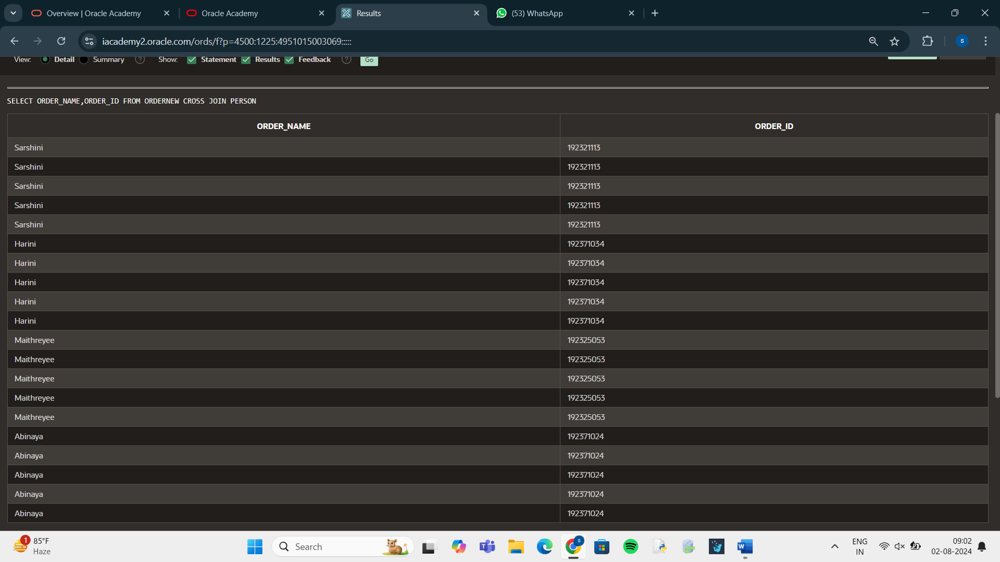 Overview | Oracle Academy
Oracle Academy
Results
(53) WhatsApp
iacademy2.oracle.com/ords/f?p=4500:1225:4951015003069:::::
S
View: Detail Summary ? Show: Statement Results Feedback ? Go
SELECT ORDER_NAME,ORDER_ID FROM ORDERNEW CROSS JOIN PERSON
ORDER_NAME ORDER_ID
Sarshini 192321113
Sarshini 192321113
Sarshini 192321113
Sarshini 192321113
Sarshini 192321113
Harini 192371034
Harini 192371034
Harini 192371034
Harini 192371034
Harini 192371034
Maithreyee 192325053
Maithreyee 192325053
Maithreyee 192325053
Maithreyee 192325053
Maithreyee 192325053
Abinaya 192371024
Abinaya 192371024
Abinaya 192371024
Abinaya 192371024
Abinaya 192371024
1
85°F
Haze
Search
ENG
IN
09:02
02-08-2024